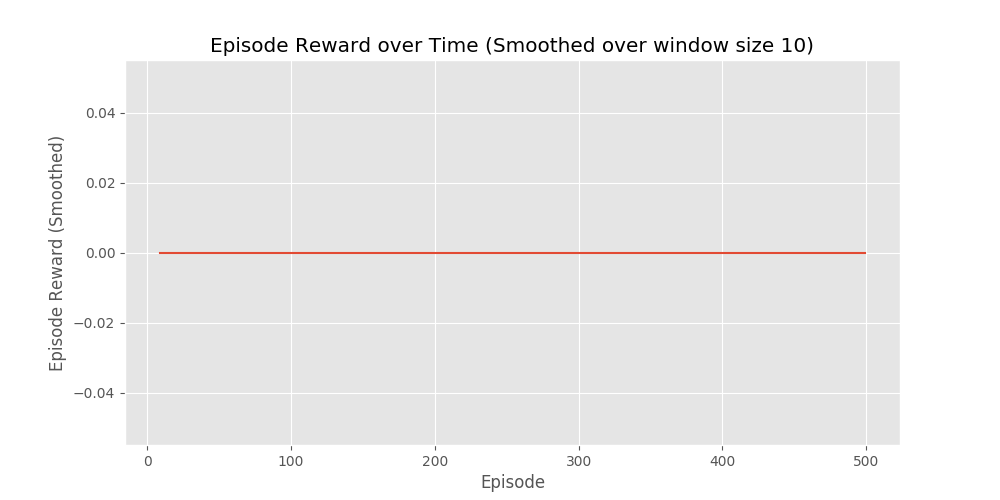 Episode Reward over Time (Smoothed over window size 10)
Episode Reward (Smoothed)
0.04
0.02
0.00
−0.02
−0.04
0 100 200 300 400 500
Episode